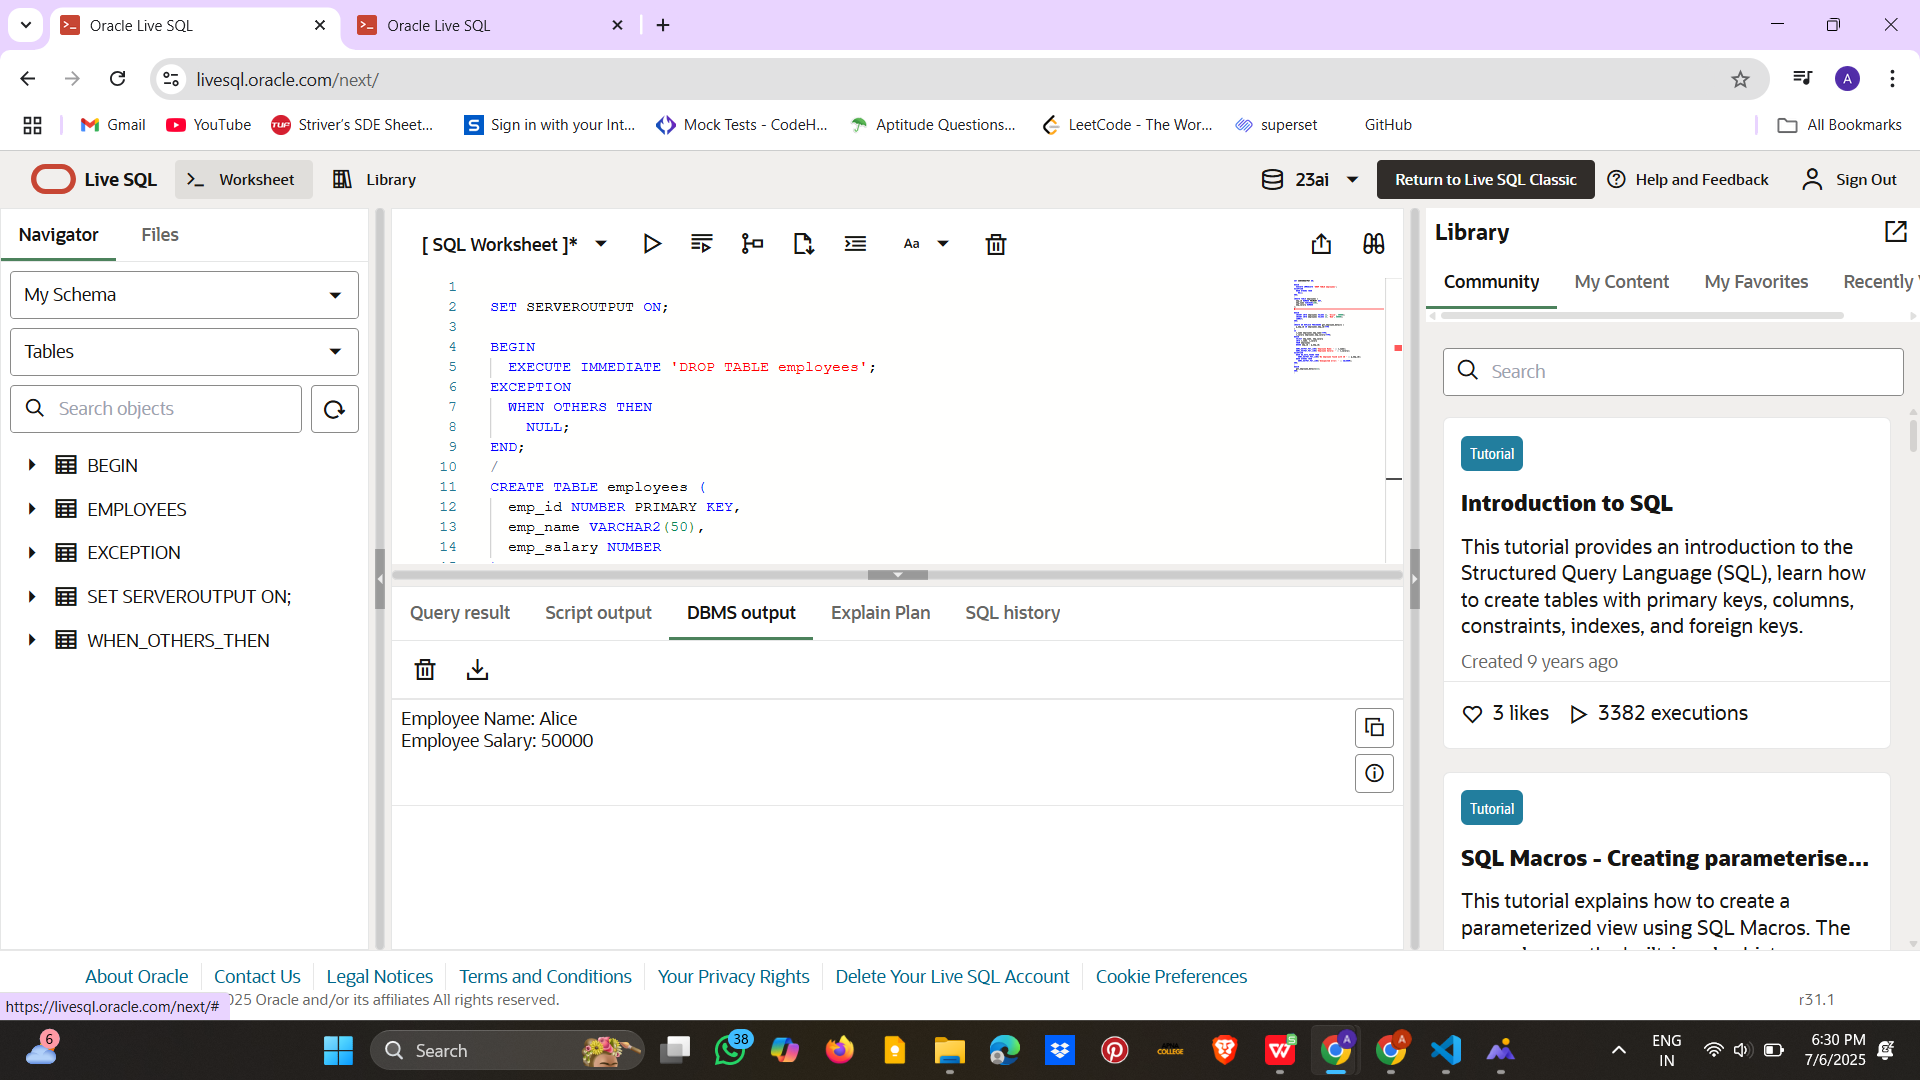 Oracle Live SQL
Oracle Live SQL
livesql.oracle.com/next/
A
Gmail
YouTube
Striver's SDE Sheet...
Sign in with your Int...
Mock Tests - CodeH...
Aptitude Questions...
LeetCode - The Wor...
superset
GitHub
All Bookmarks
Live SQL
Worksheet
Library
23ai
Return to Live SQL Classic
Help and Feedback
Sign Out
Navigator
Files
My Schema
Tables
Search objects
BEGIN
EMPLOYEES
EXCEPTION
SET SERVEROUTPUT ON;
WHEN_OTHERS_THEN
[ SQL Worksheet ]*
Aa
1
2 SET SERVEROUTPUT ON;
3
4 BEGIN
5 EXECUTE IMMEDIATE 'DROP TABLE employees';
6 EXCEPTION
7 WHEN OTHERS THEN
8 NULL;
9 END;
10 /
11 CREATE TABLE employees (
12 emp_id NUMBER PRIMARY KEY,
13 emp_name VARCHAR2(50),
14 emp_salary NUMBER
Query result
Script output
DBMS output
Explain Plan
SQL history
Employee Name: Alice
Employee Salary: 50000
Library
Community
My Content
My Favorites
Recently
Search
Tutorial
Introduction to SQL
This tutorial provides an introduction to the
Structured Query Language (SQL), learn how
to create tables with primary keys, columns,
constraints, indexes, and foreign keys.
Created 9 years ago
3 likes
3382 executions
Tutorial
SQL Macros - Creating parameterise...
This tutorial explains how to create a
parameterized view using SQL Macros. The
About Oracle
Contact Us
Legal Notices
Terms and Conditions
Your Privacy Rights
Delete Your Live SQL Account
Cookie Preferences
https://livesql.oracle.com/next/#
025 Oracle and/or its affiliates All rights reserved.
r31.1
6
Search
38
A
A
ENG
IN
6:30 PM
7/6/2025